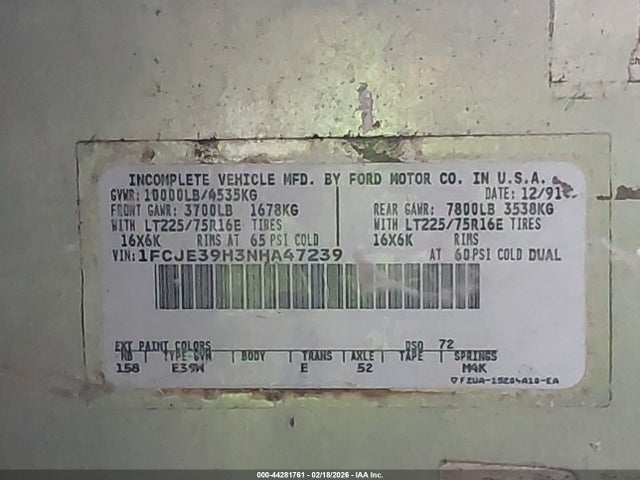 INCOMPLETE VEHICLE MFD. BY FORD MOTOR CO. IN U.S.A.
GVWR: 10000LB/4535KG DATE: 12/91
FRONT GAWR: 3700LB 1678KG REAR GAWR: 7800LB 3538KG
WITH LT225/75R16E TIRES WITH LT225/75R16E TIRES
16X6K RIMS AT 65 PSI COLD 16X6K RIMS
VIN: 1FCJE39H3NHA47239 AT 60 PSI COLD DUAL
EXT PAINT COLORS DSO 72
WB TYPE-GVW BODY TRANS AXLE TAPE SPRINGS
158 E39 E 52 M4K
000-44281761 - 02/18/2026 - IAA Inc.